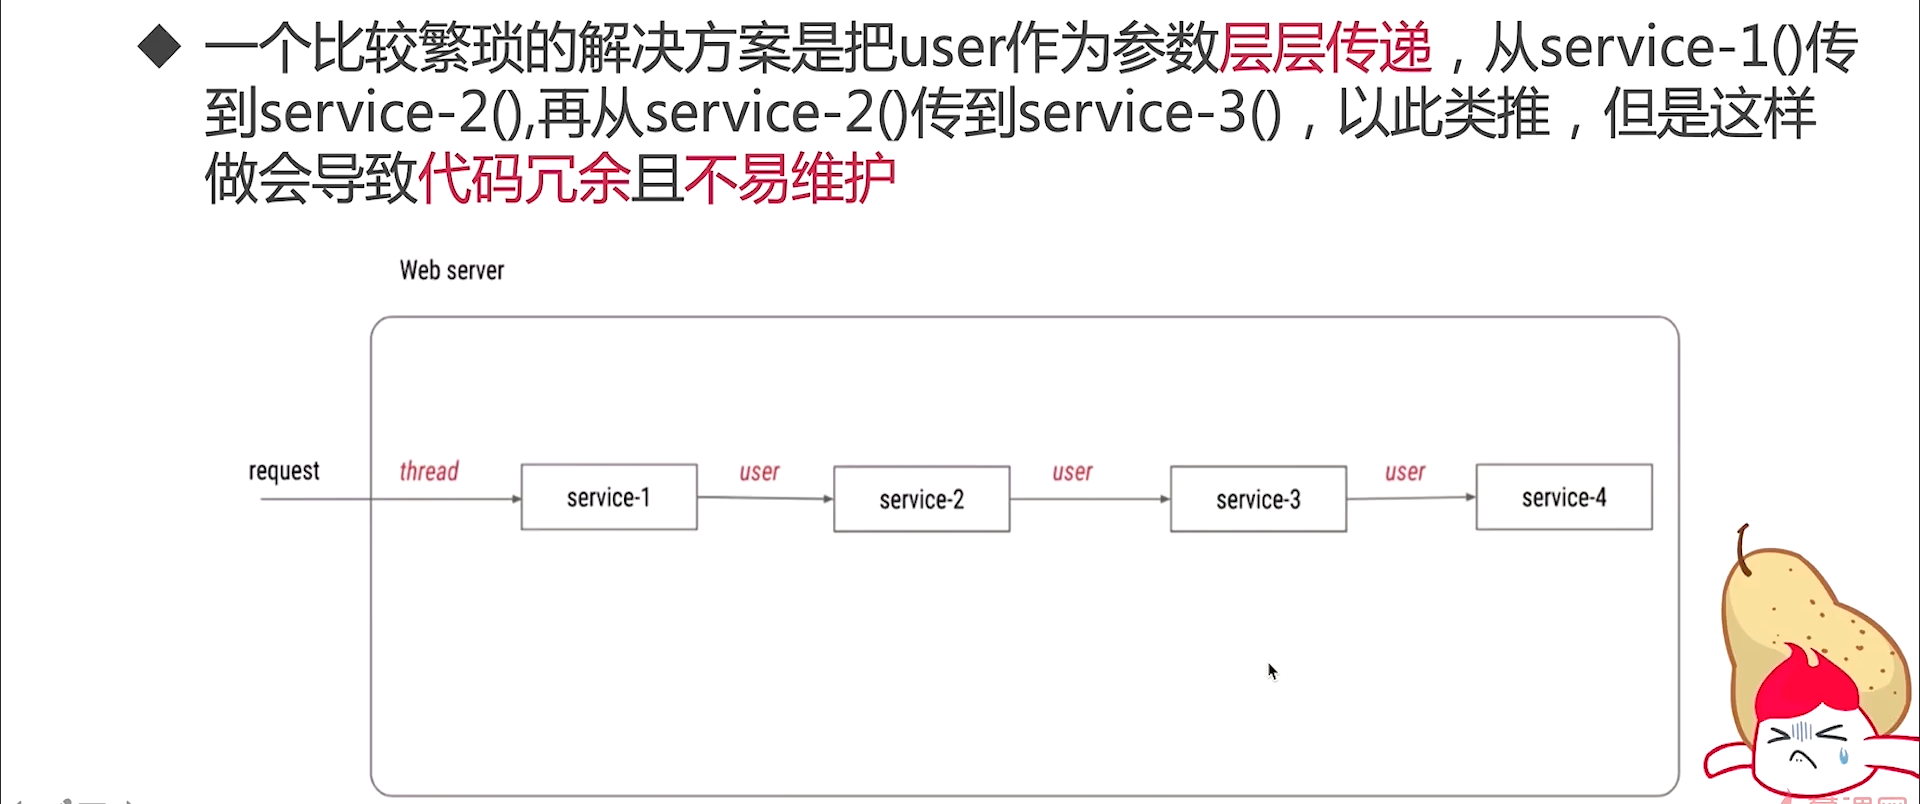 一个比较繁琐的解决方案是把user作为参数层层传递，从service-1()传
到service-2(),再从service-2()传到service-3()，以此类推，但是这样
做会导致代码冗余且不易维护
Web server
request
thread
service-1
user
service-2
user
service-3
user
service-4